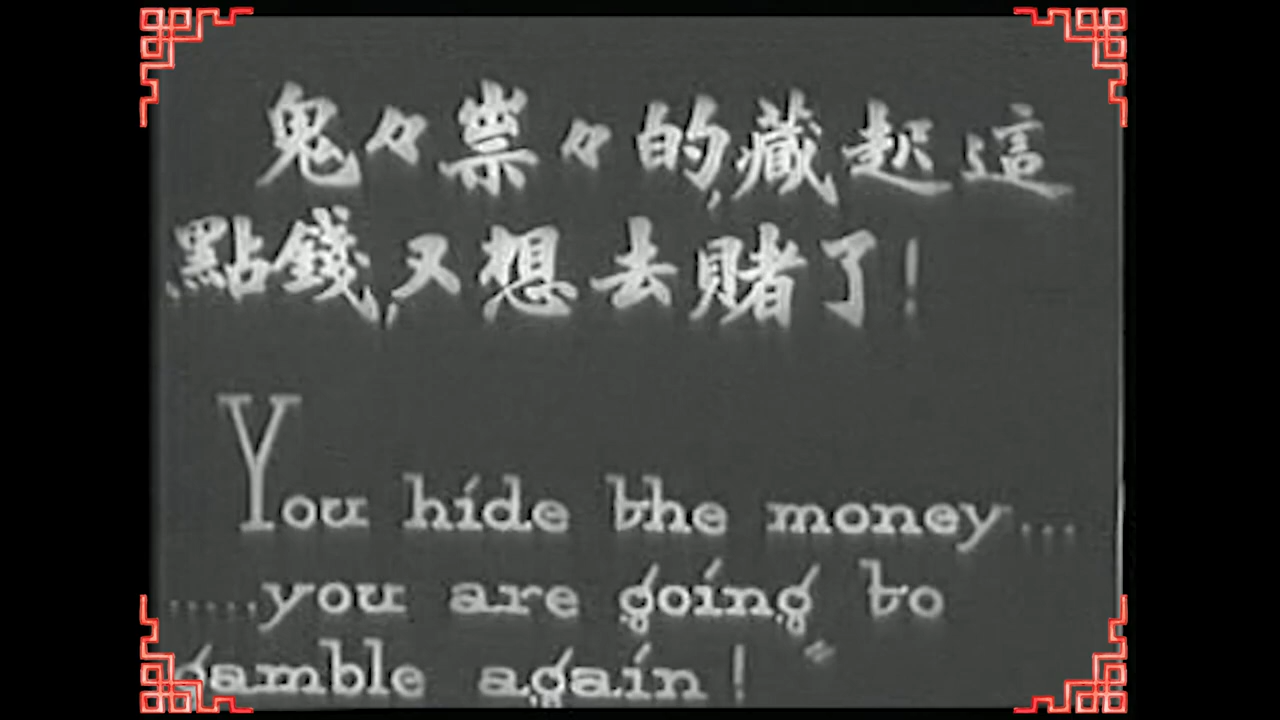 鬼々祟々的,藏起這
點錢,又想去賭了!
You hide the money...
.....you are going to
gamble again!